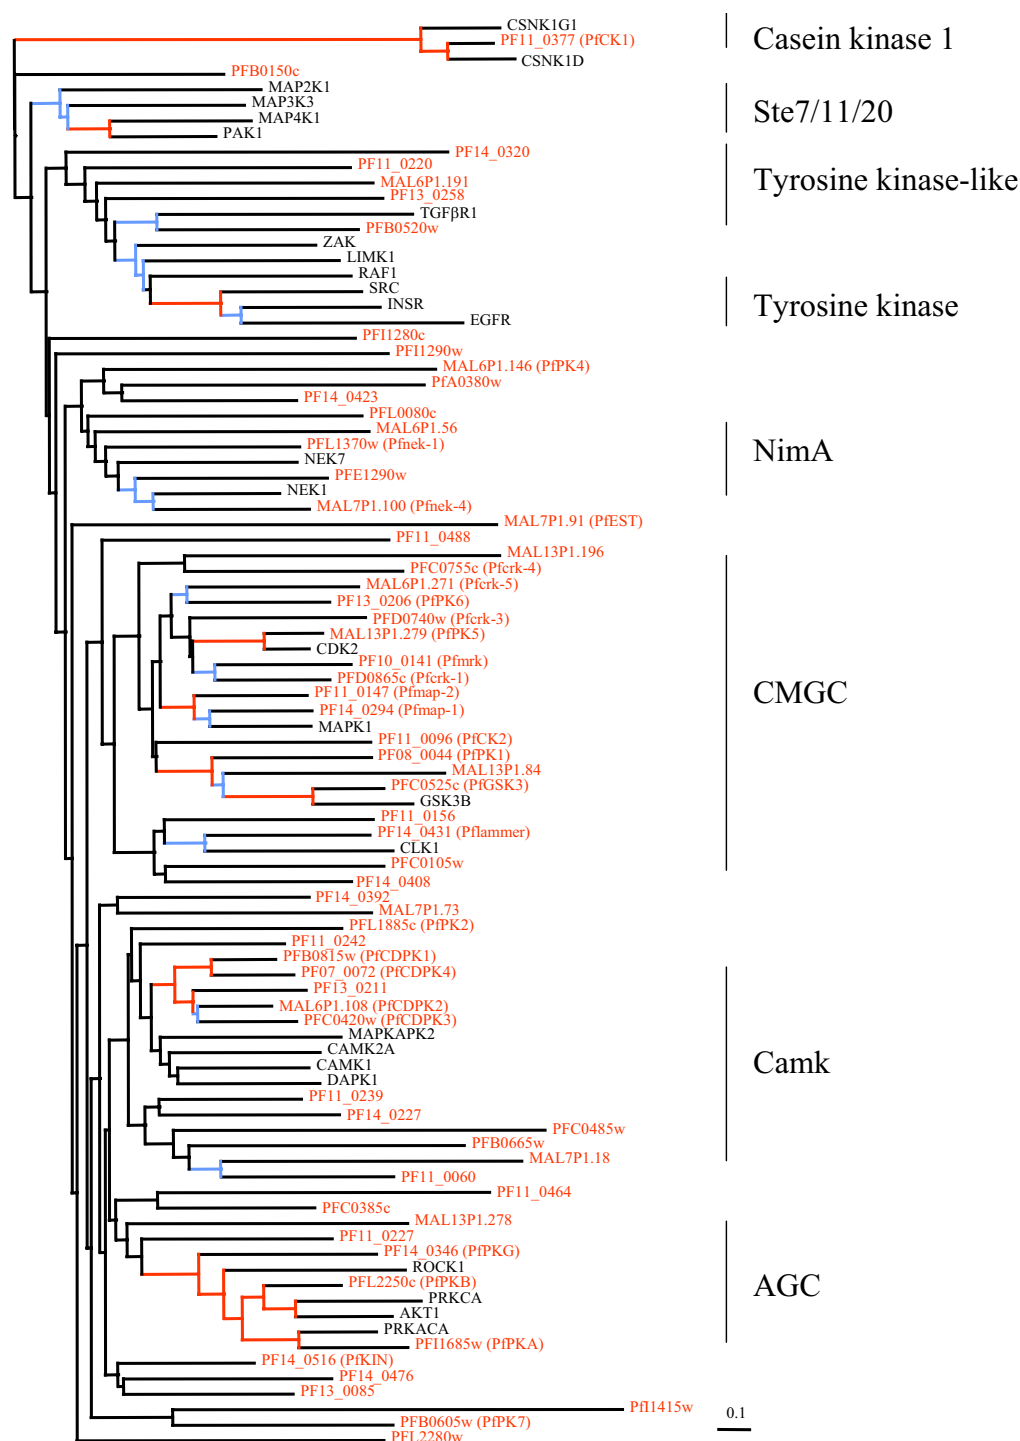 CSNK1G1
PF11_0377 (PfCK1)
CSNK1D
Casein kinase 1
PFB0150c
MAP2K1
MAP3K3
MAP4K1
PAK1
Ste7/11/20
PF14_0320
PF11_0220
MAL6P1.191
PF13_0258
TGFβR1
PFB0520w
Tyrosine kinase-like
ZAK
LIMK1
RAF1
SRC
INSR
EGFR
Tyrosine kinase
PFI1280c
PFI1290w
MAL6P1.146 (PfPK4)
PfA0380w
PF14_0423
PFL0080c
MAL6P1.56
PFL1370w (Pfnek-1)
NEK7
PFE1290w
NEK1
MAL7P1.100 (Pfnek-4)
NimA
MAL7P1.91 (PfEST)
PF11_0488
MAL13P1.196
PFC0755c (Pfcrk-4)
MAL6P1.271 (Pfcrk-5)
PF13_0206 (PfPK6)
PFD0740w (Pfcrk-3)
MAL13P1.279 (PfPK5)
CDK2
PF10_0141 (Pfmrk)
PFD0865c (Pfcrk-1)
PF11_0147 (Pfmap-2)
PF14_0294 (Pfmap-1)
MAPK1
PF11_0096 (PfCK2)
PF08_0044 (PfPK1)
MAL13P1.84
PFC0525c (PfGSK3)
GSK3B
PF11_0156
PF14_0431 (Pflammer)
CLK1
PFC0105w
PF14_0408
CMGC
PF14_0392
MAL7P1.73
PFL1885c (PfPK2)
PF11_0242
PFB0815w (PfCDPK1)
PF07_0072 (PfCDPK4)
PF13_0211
MAL6P1.108 (PfCDPK2)
PFC0420w (PfCDPK3)
MAPKAPK2
CAMK2A
CAMK1
DAPK1
PF11_0239
PF14_0227
PFC0485w
PFB0665w
MAL7P1.18
PF11_0060
Camk
PF11_0464
PFC0385c
MAL13P1.278
PF11_0227
PF14_0346 (PfPKG)
ROCK1
PFL2250c (PfPKB)
PRKCA
AKT1
PRKACA
PFI1685w (PfPKA)
AGC
PF14_0516 (PfKIN)
PF14_0476
PF13_0085
PfI1415w
PFB0605w (PfPK7)
PFL2280w
0.1